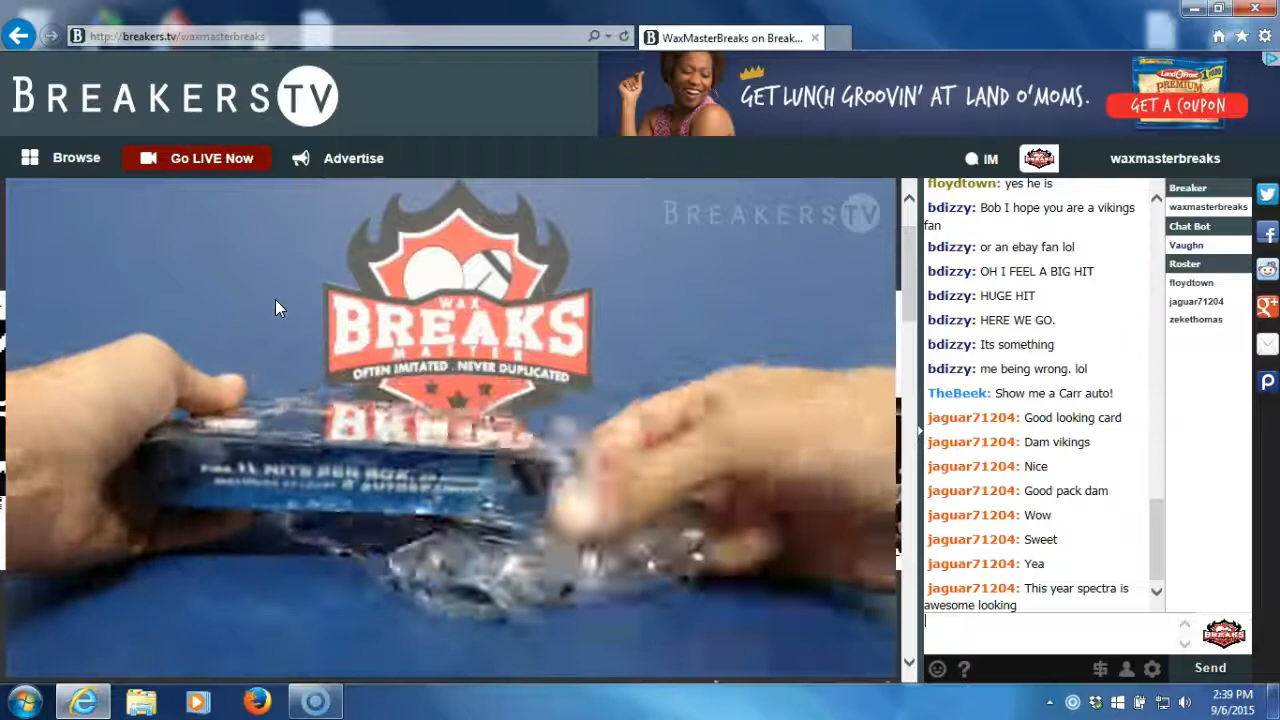 http://breakers.tv/waxmasterbreaks
WaxMasterBreaks on Break...
BREAKERS TV
GET LUNCH GROOVIN' AT LAND O'MOMS.
Land O Frost
PREMIUM
GET A COUPON
Browse
Go LIVE Now
Advertise
IM
waxmasterbreaks
BREAKERS TV
WAX
BREAKS
MASTER
OFTEN IMITATED . NEVER DUPLICATED
floydtown: yes he is
bdizzy: Bob I hope you are a vikings
fan
bdizzy: or an ebay fan lol
bdizzy: OH I FEEL A BIG HIT
bdizzy: HUGE HIT
bdizzy: HERE WE GO.
bdizzy: Its something
bdizzy: me being wrong. lol
TheBeek: Show me a Carr auto!
jaguar71204: Good looking card
jaguar71204: Dam vikings
jaguar71204: Nice
jaguar71204: Good pack dam
jaguar71204: Wow
jaguar71204: Sweet
jaguar71204: Yea
jaguar71204: This year spectra is
awesome looking
Breaker
waxmasterbreaks
Chat Bot
Vaughn
Roster
floydtown
jaguar71204
zekethomas
BREAKS
Send
2:39 PM
9/6/2015